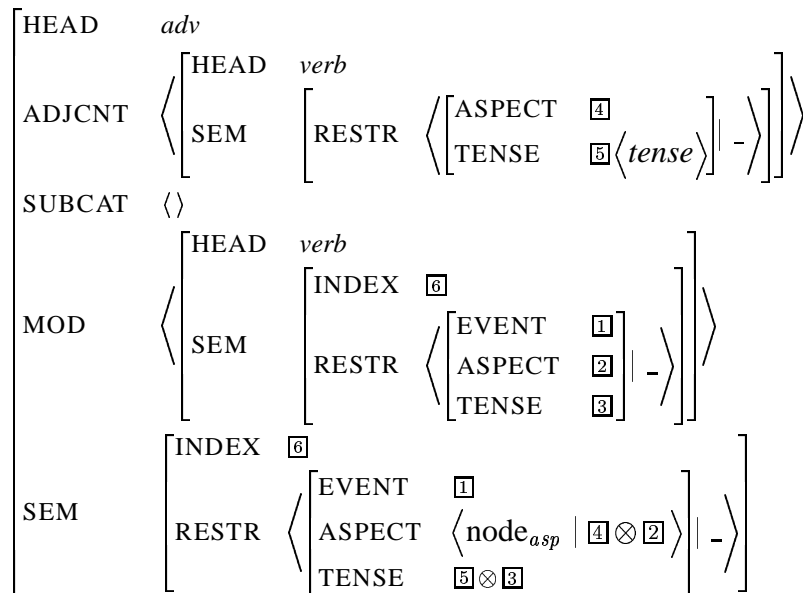 HEAD adv
HEAD verb
ADJCNT ⟨ SEM RESTR ⟨ ASPECT 4 | _ ⟩ ⟩
TENSE 5 ⟨tense⟩
SUBCAT ⟨ ⟩
HEAD verb
INDEX 6
MOD ⟨ SEM RESTR ⟨ EVENT 1
ASPECT 2 | _ ⟩ ⟩
TENSE 3
INDEX 6
SEM RESTR ⟨ EVENT 1
ASPECT ⟨node_asp | 4 ⊗ 2⟩ | _ ⟩
TENSE 5 ⊗ 3